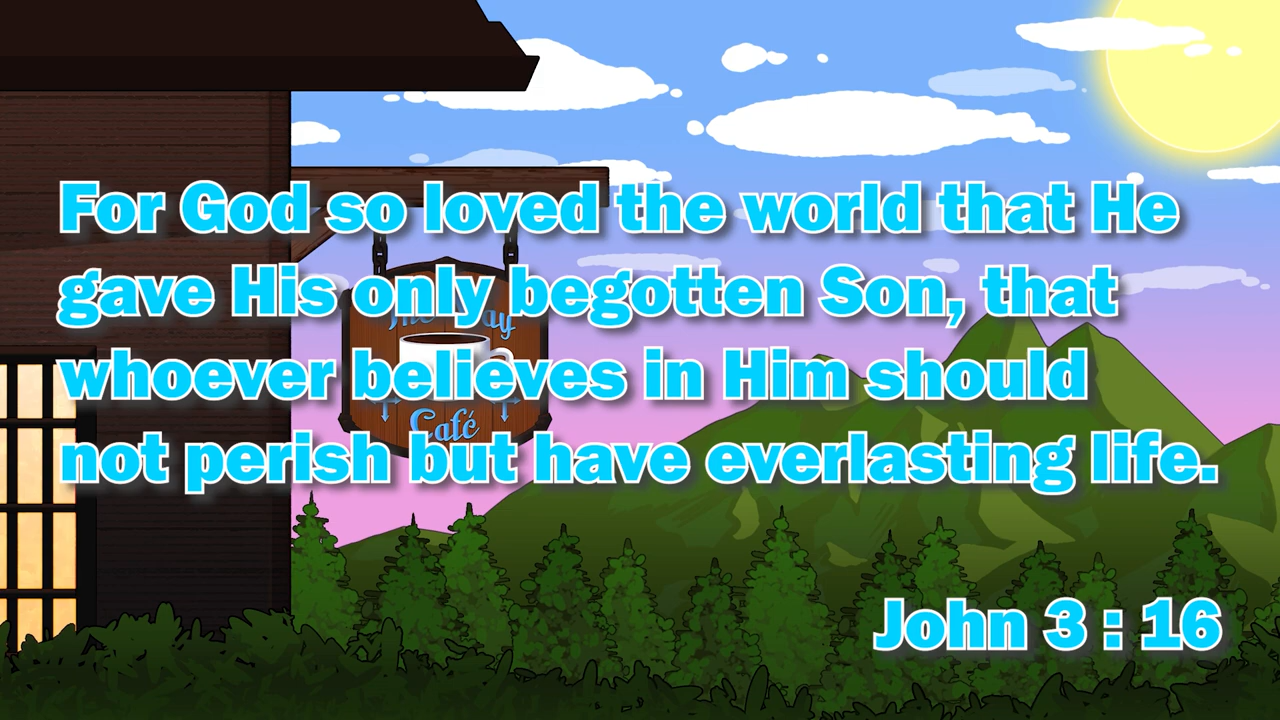 For God so loved the world that He
gave His only begotten Son, that
whoever believes in Him should
not perish but have everlasting life.
John 3 : 16
Café